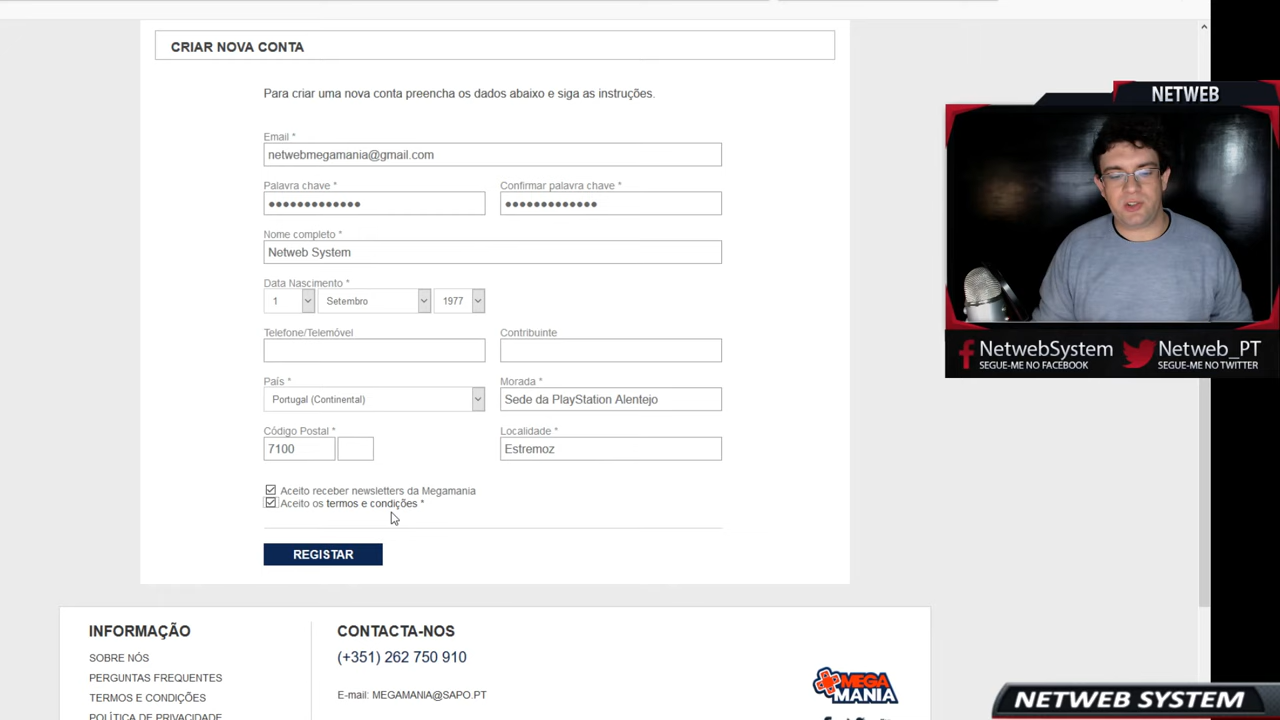 CRIAR NOVA CONTA
Para criar uma nova conta preencha os dados abaixo e siga as instruções.
Email *
netwebmegamania@gmail.com
Palavra chave *
Confirmar palavra chave *
●●●●●●●●●●●●●
●●●●●●●●●●●●●
Nome completo *
Netweb System
Data Nascimento *
1
Setembro
1977
Telefone/Telemóvel
Contribuinte
País *
Morada *
Portugal (Continental)
Sede da PlayStation Alentejo
Código Postal *
Localidade *
7100
Estremoz
Aceito receber newsletters da Megamania
Aceito os termos e condições *
REGISTAR
INFORMAÇÃO
SOBRE NÓS
PERGUNTAS FREQUENTES
TERMOS E CONDIÇÕES
POLÍTICA DE PRIVACIDADE
CONTACTA-NOS
(+351) 262 750 910
E-mail: MEGAMANIA@SAPO.PT
MEGA
MANIA
NETWEB
NetwebSystem
SEGUE-ME NO FACEBOOK
Netweb_PT
SEGUE-ME NO TWITTER
NETWEB SYSTEM